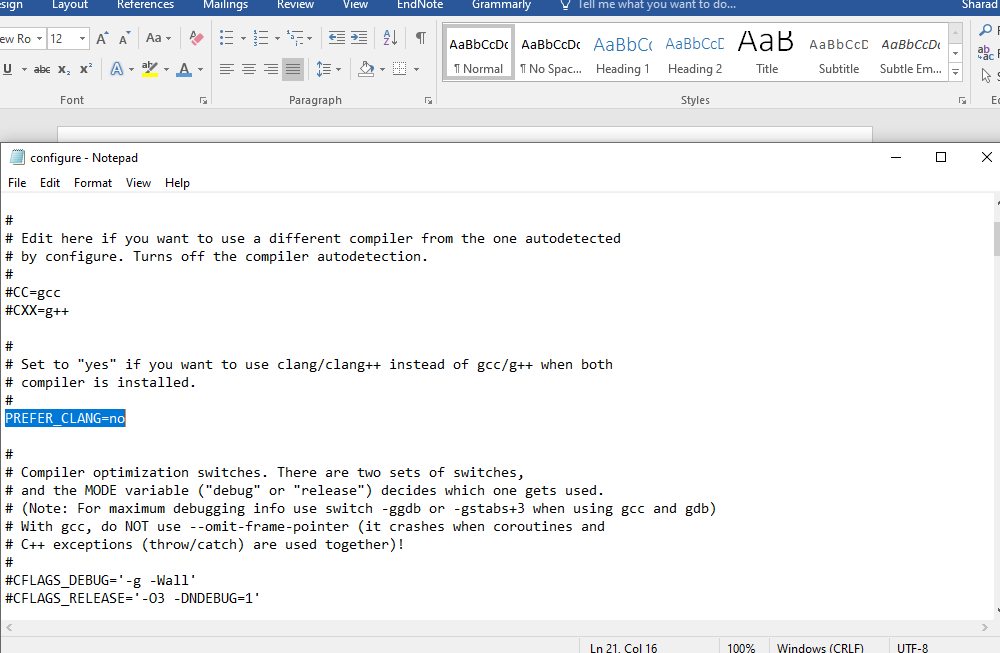 sign Layout References Mailings Review View EndNote Grammarly Tell me what you want to do... Sharad
ew Ro 12 A A Aa
U abc x₂ x² A ab A
AaBbCcDc AaBbCcDc AaBbCc AaBbCcD AaB AaBbCcD AaBbCcDc
¶ Normal ¶ No Spac... Heading 1 Heading 2 Title Subtitle Subtle Em...
Font Paragraph Styles
configure - Notepad
File Edit Format View Help
#
# Edit here if you want to use a different compiler from the one autodetected
# by configure. Turns off the compiler autodetection.
#
#CC=gcc
#CXX=g++
#
# Set to "yes" if you want to use clang/clang++ instead of gcc/g++ when both
# compiler is installed.
#
PREFER_CLANG=no
#
# Compiler optimization switches. There are two sets of switches,
# and the MODE variable ("debug" or "release") decides which one gets used.
# (Note: For maximum debugging info use switch -ggdb or -gstabs+3 when using gcc and gdb)
# With gcc, do NOT use --omit-frame-pointer (it crashes when coroutines and
# C++ exceptions (throw/catch) are used together)!
#
#CFLAGS_DEBUG='-g -Wall'
#CFLAGS_RELEASE='-O3 -DNDEBUG=1'
Ln 21, Col 16 100% Windows (CRLF) UTF-8